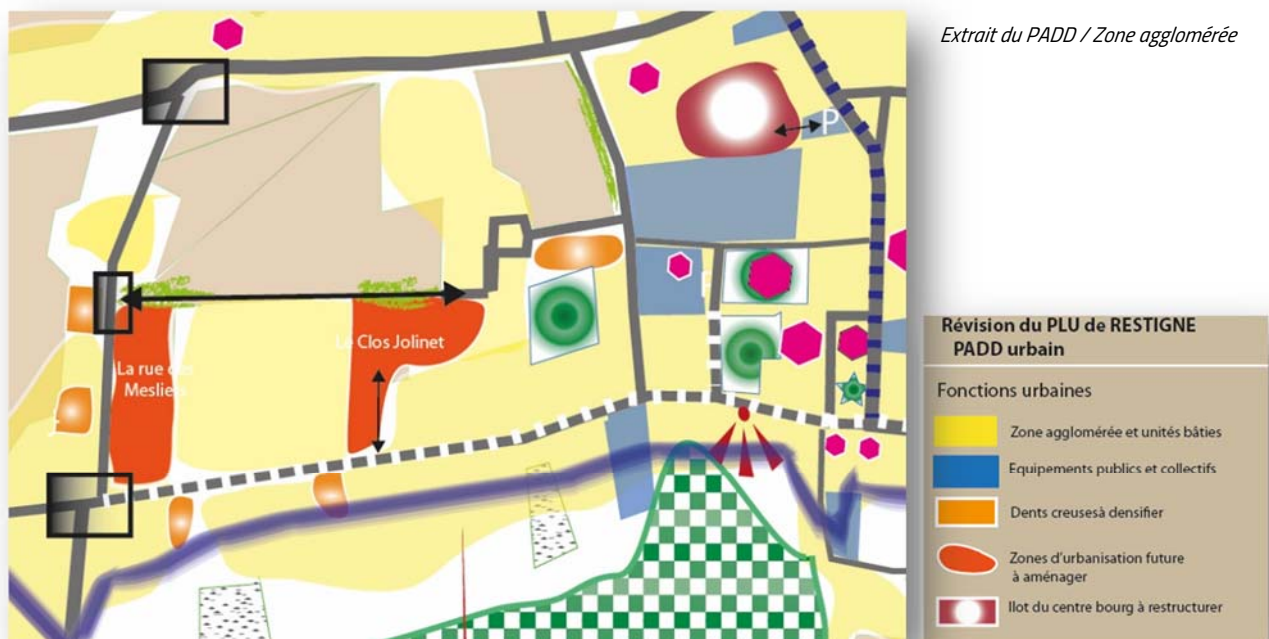 Extrait du PADD / Zone agglomérée
P
Le Clos Jolinet
La rue des
Mesliers
Révision du PLU de RESTIGNE
PADD urbain
Fonctions urbaines
Zone agglomérée et unités bâties
Equipements publics et collectifs
Dents creusesà densifier
Zones d'urbanisation future
à aménager
Ilot du centre bourg à restructurer